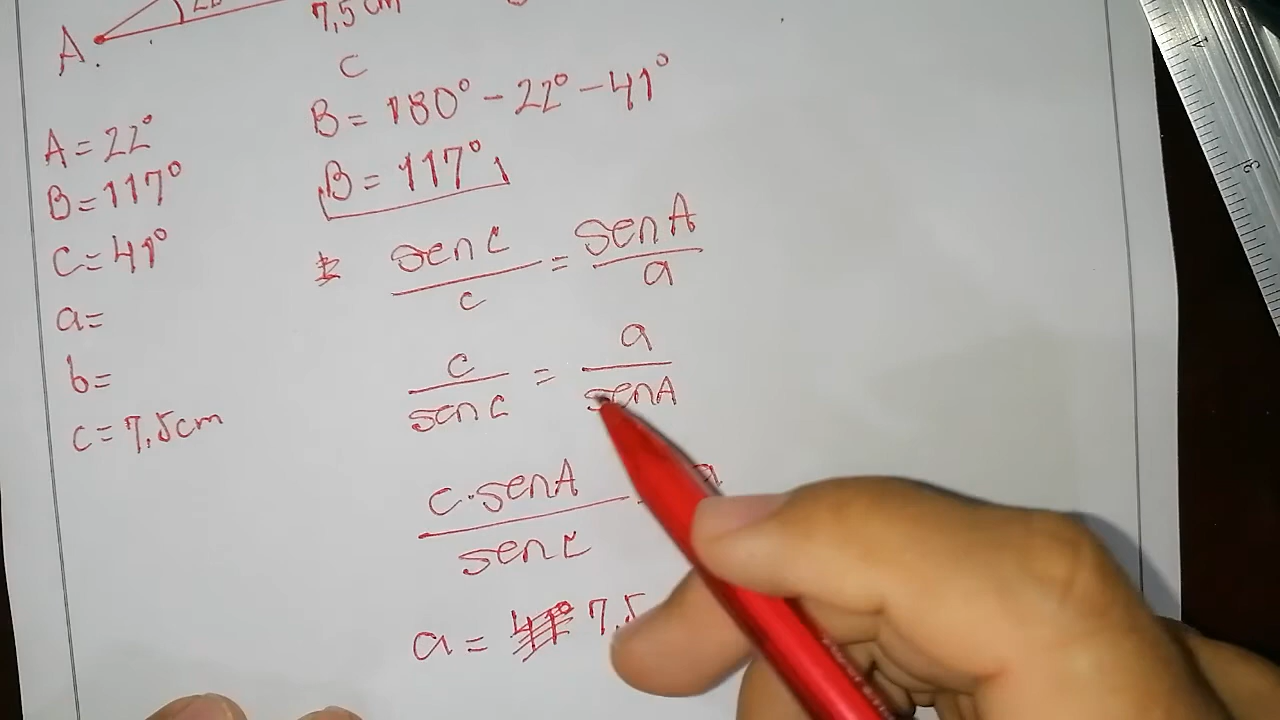 A
22
7,5 cm
C
A = 22°
B = 117°
C = 41°
a =
b =
c = 7,5cm
B = 180° - 22° - 41°
B = 117°
sen C / c = sen A / a
c / sen C = a / sen A
c · sen A / sen C = a
a = 7,5